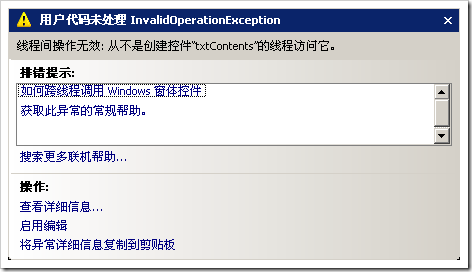 用户代码未处理 InvalidOperationException
线程间操作无效: 从不是创建控件“txtContents”的线程访问它。
排错提示:
如何跨线程调用 Windows 窗体控件
获取此异常的常规帮助。
搜索更多联机帮助...
操作:
查看详细信息...
启用编辑
将异常详细信息复制到剪贴板